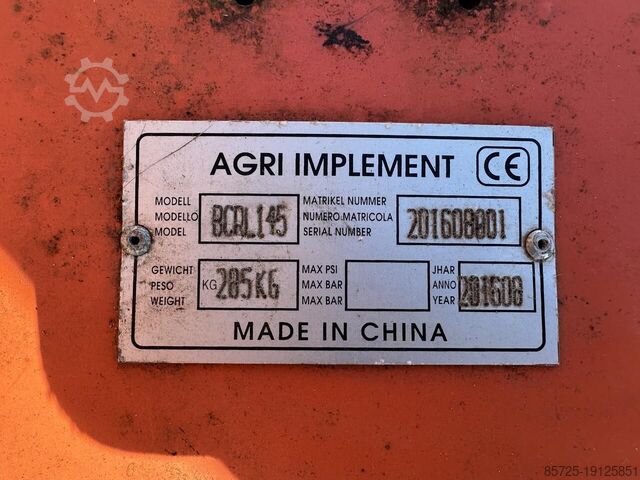 AGRI IMPLEMENT CE
MODELL MATRIKEL NUMMER
MODELLO BCRL145 NUMERO MATRICOLA 201608001
MODEL SERIAL NUMBER
GEWICHT MAX PSI JHAR
PESO KG 285KG MAX BAR ANNO 201608
WEIGHT MAX BAR YEAR
MADE IN CHINA
85725-19125851